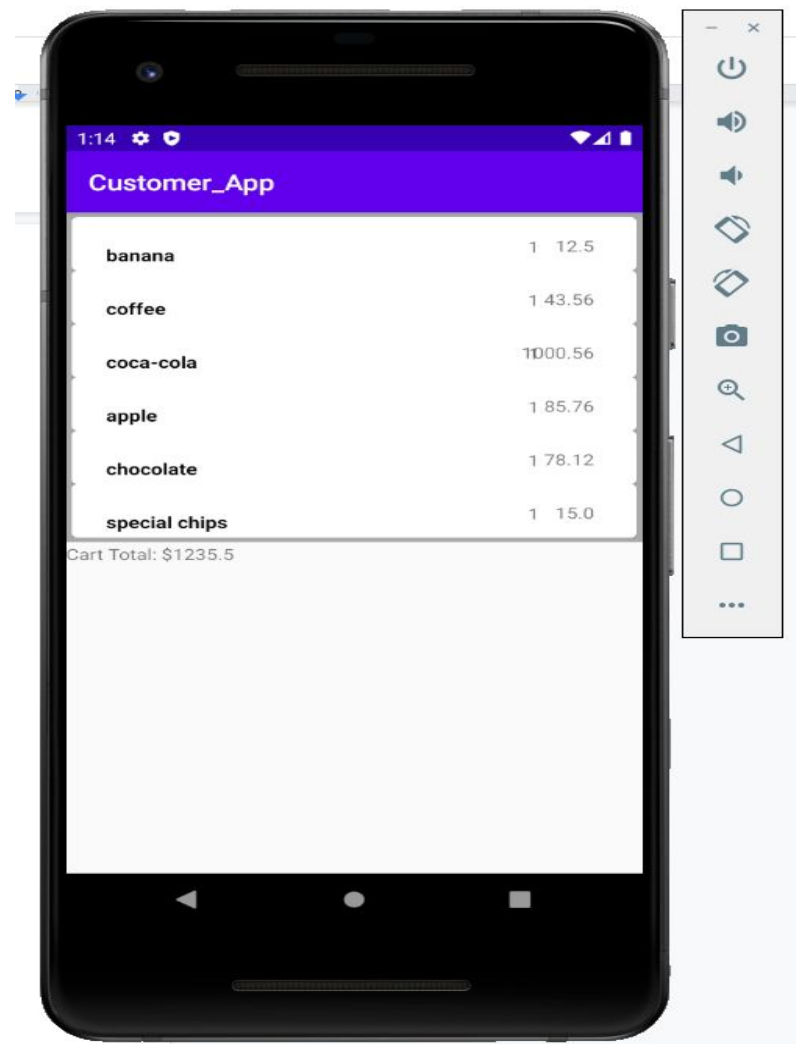 1:14
Customer_App
banana 1 12.5
coffee 1 43.56
coca-cola 1 1000.56
apple 1 85.76
chocolate 1 78.12
special chips 1 15.0
Cart Total: $1235.5